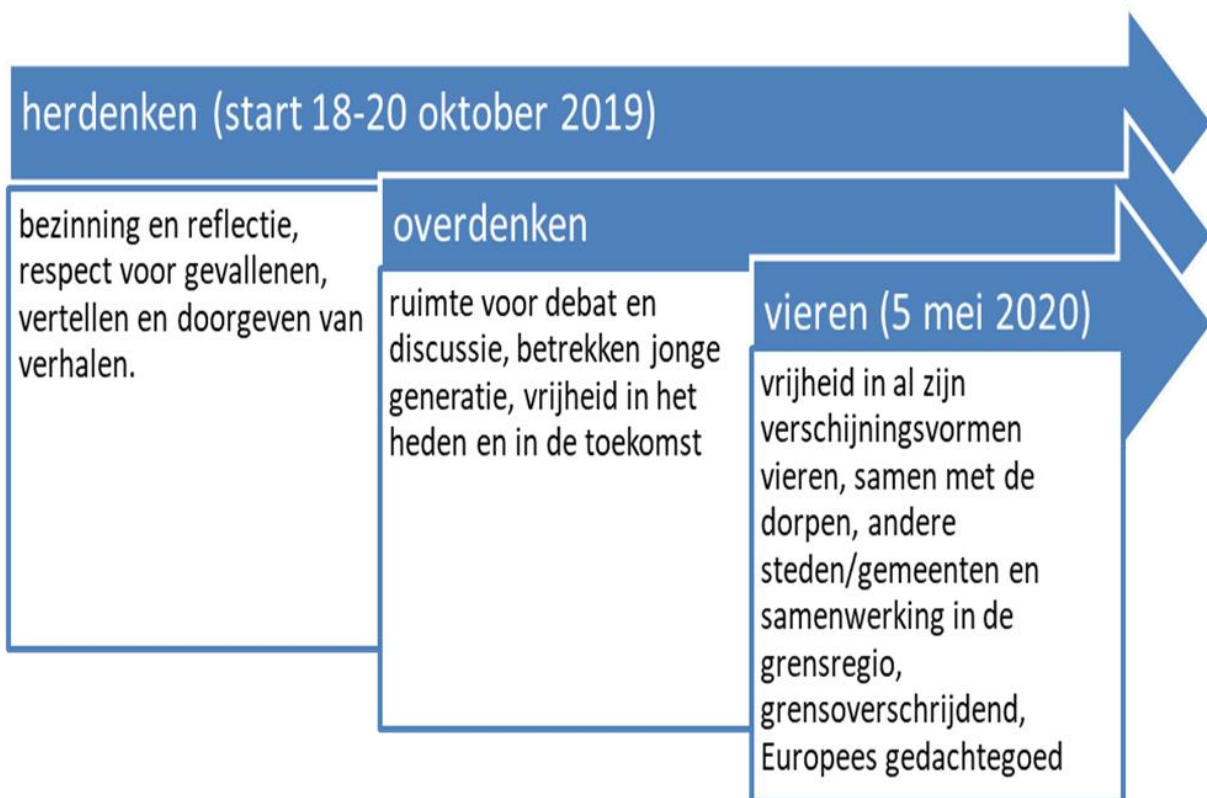 herdenken (start 18-20 oktober 2019)
bezinning en reflectie,
respect voor gevallenen,
vertellen en doorgeven van
verhalen.
overdenken
ruimte voor debat en
discussie, betrekken jonge
generatie, vrijheid in het
heden en in de toekomst
vieren (5 mei 2020)
vrijheid in al zijn
verschijningsvormen
vieren, samen met de
dorpen, andere
steden/gemeenten en
samenwerking in de
grensregio,
grensoverschrijdend,
Europees gedachtegoed